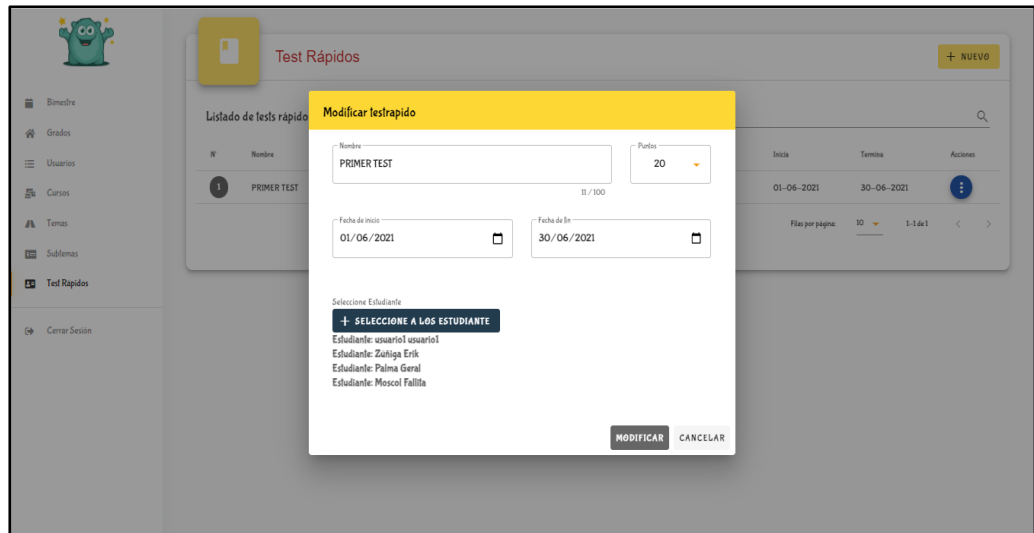 Test Rápidos
+ NUEVO
Bimestre
Grados
Usuarios
Cursos
Temas
Subtemas
Test Rapidos
Cerrar Sesión
Listado de tests rápido
N° Nombre Inicia Termina Acciones
1 PRIMER TEST 01-06-2021 30-06-2021
Filas por página: 10 1-1 de 1
Modificar testrapido
Nombre
PRIMER TEST
11 / 100
Puntos
20
Fecha de inicio
01/06/2021
Fecha de fin
30/06/2021
Seleccione Estudiante
+ SELECCIONE A LOS ESTUDIANTE
Estudiante: usuario1 usuario1
Estudiante: Zúñiga Erik
Estudiante: Palma Geral
Estudiante: Moscol Fallita
MODIFICAR CANCELAR